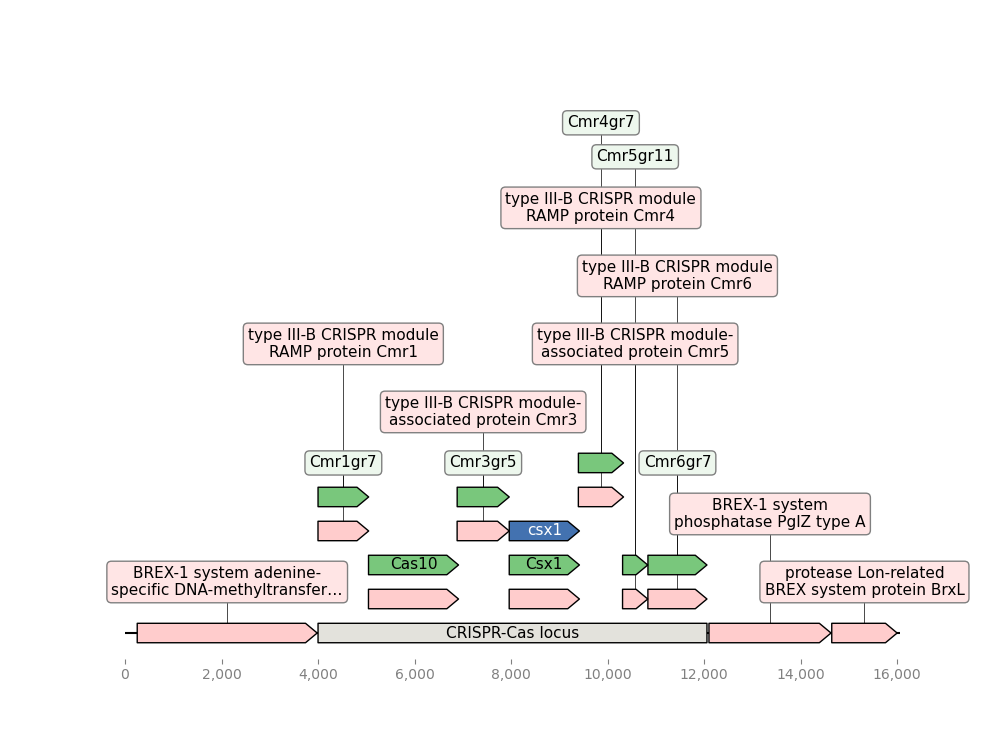 Cmr4gr7
Cmr5gr11
type III-B CRISPR module
RAMP protein Cmr4
type III-B CRISPR module
RAMP protein Cmr6
type III-B CRISPR module
RAMP protein Cmr1
type III-B CRISPR module-
associated protein Cmr5
type III-B CRISPR module-
associated protein Cmr3
Cmr1gr7
Cmr3gr5
Cmr6gr7
BREX-1 system
phosphatase PglZ type A
csx1
Cas10
Csx1
BREX-1 system adenine-
specific DNA-methyltransfer...
protease Lon-related
BREX system protein BrxL
CRISPR-Cas locus
0
2,000
4,000
6,000
8,000
10,000
12,000
14,000
16,000